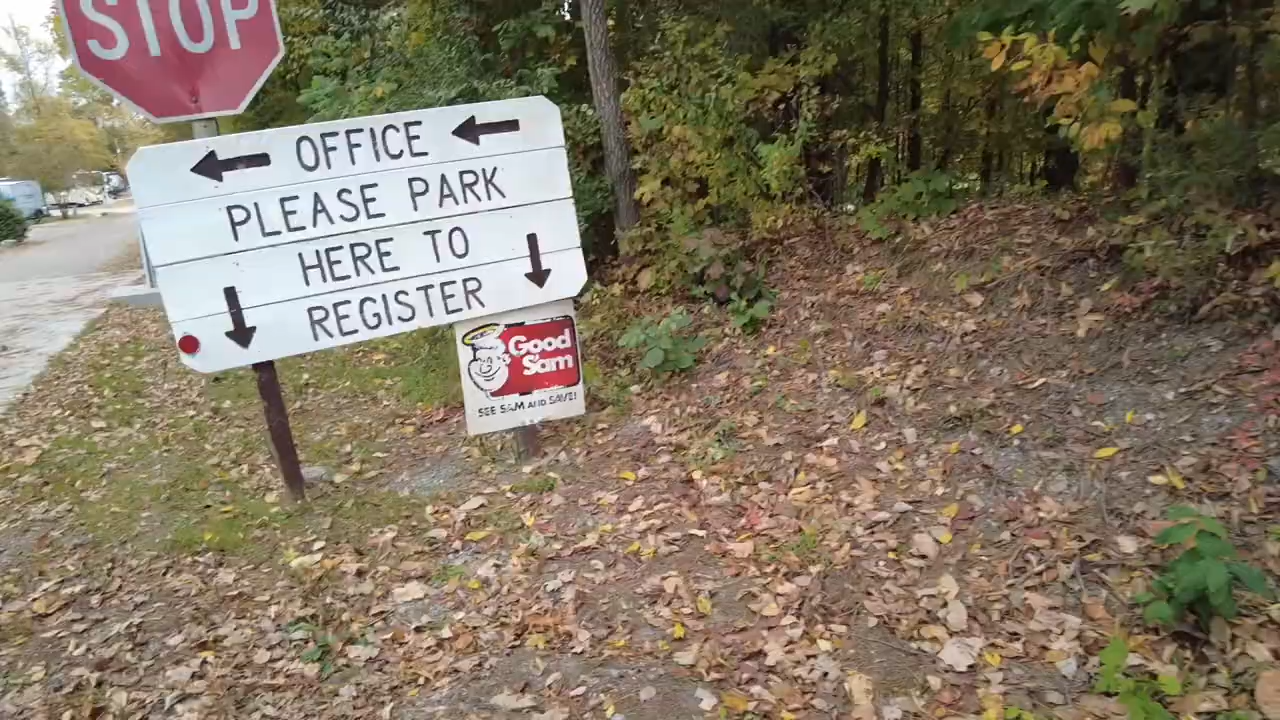 STOP
OFFICE
PLEASE PARK
HERE TO
REGISTER
Good
Sam
SEE SAM AND SAVE!